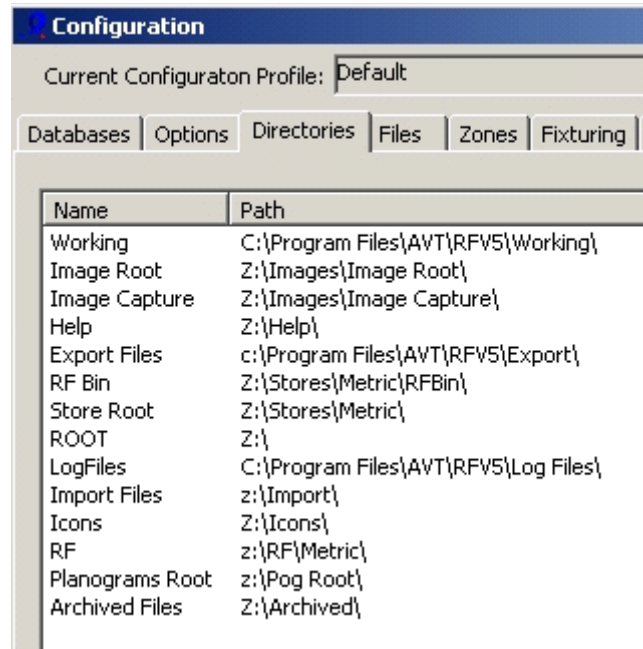 Configuration
Current Configuraton Profile: Default
Databases Options Directories Files Zones Fixturing
Name Path
Working C:\Program Files\AVT\RFV5\Working\
Image Root Z:\Images\Image Root\
Image Capture Z:\Images\Image Capture\
Help Z:\Help\
Export Files c:\Program Files\AVT\RFV5\Export\
RF Bin Z:\Stores\Metric\RFBin\
Store Root Z:\Stores\Metric\
ROOT Z:\
LogFiles C:\Program Files\AVT\RFV5\Log Files\
Import Files z:\Import\
Icons Z:\Icons\
RF z:\RF\Metric\
Planograms Root z:\Pog Root\
Archived Files Z:\Archived\